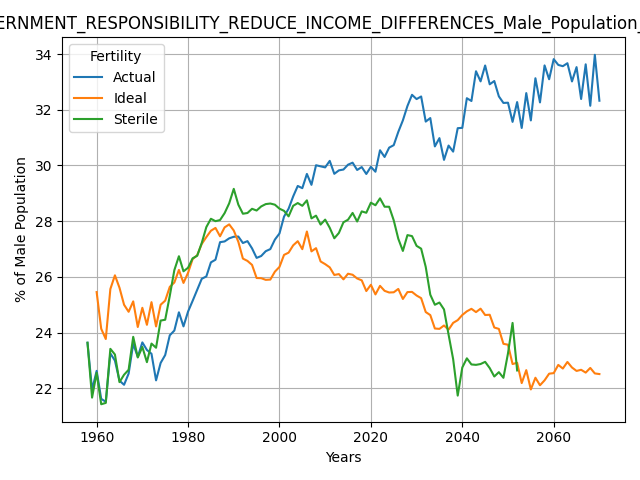 ERNMENT_RESPONSIBILITY_REDUCE_INCOME_DIFFERENCES_Male_Population_
Fertility
Actual
Ideal
Sterile
34
32
30
28
26
24
22
% of Male Population
1960 1980 2000 2020 2040 2060
Years